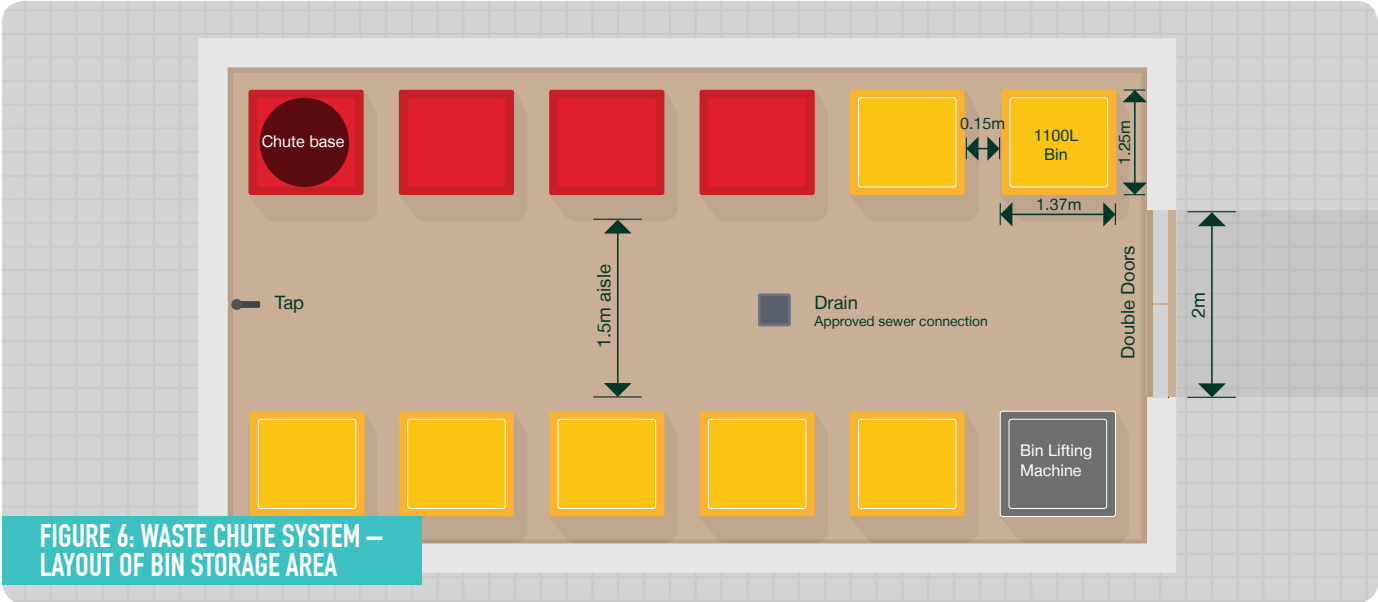 Chute base
0.15m
1100L
Bin
1.25m
1.37m
Tap
1.5m aisle
Drain
Approved sewer connection
Double Doors
2m
Bin Lifting
Machine
FIGURE 6: WASTE CHUTE SYSTEM –
LAYOUT OF BIN STORAGE AREA